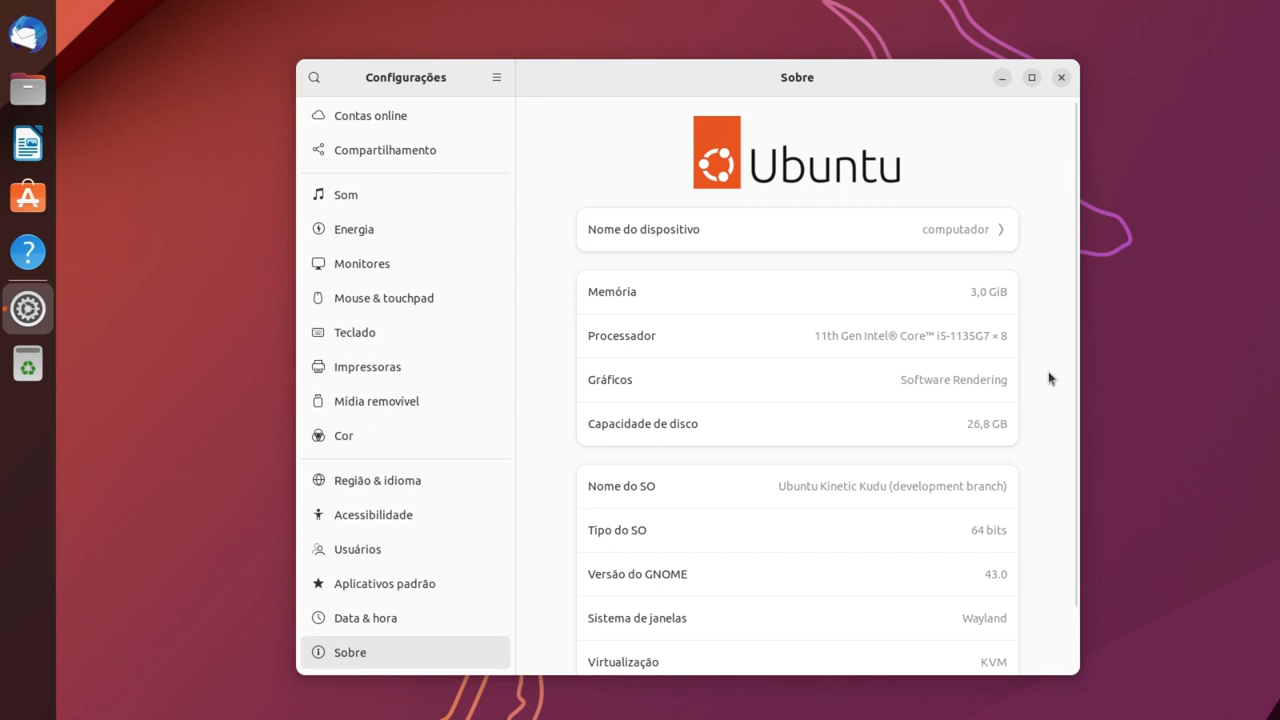 Configurações
Sobre
Contas online
Compartilhamento
Som
Energia
Monitores
Mouse & touchpad
Teclado
Impressoras
Mídia removível
Cor
Região & idioma
Acessibilidade
Usuários
Aplicativos padrão
Data & hora
Sobre
Ubuntu
Nome do dispositivo computador
Memória 3,0 GiB
Processador 11th Gen Intel® Core™ i5-1135G7 × 8
Gráficos Software Rendering
Capacidade de disco 26,8 GB
Nome do SO Ubuntu Kinetic Kudu (development branch)
Tipo do SO 64 bits
Versão do GNOME 43.0
Sistema de janelas Wayland
Virtualização KVM